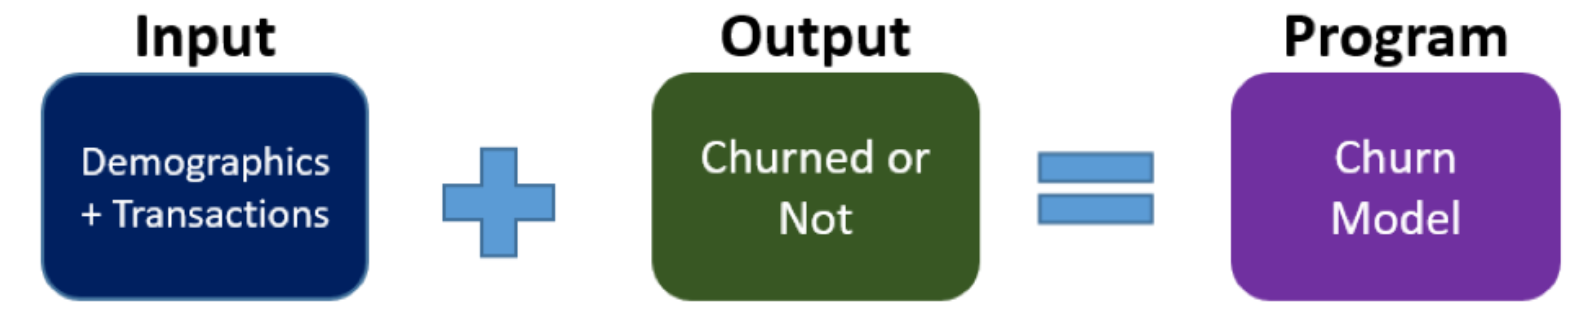 Input
Demographics
+ Transactions
Output
Churned or
Not
Program
Churn
Model